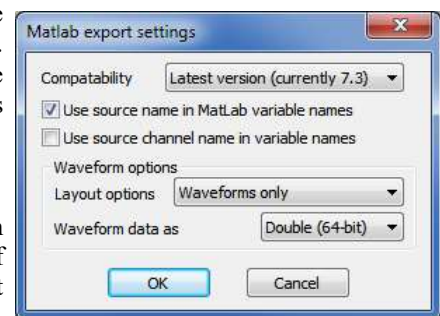 Matlab export settings
Compatability Latest version (currently 7.3)
Use source name in MatLab variable names
Use source channel name in variable names
Waveform options
Layout options Waveforms only
Waveform data as Double (64-bit)
OK Cancel